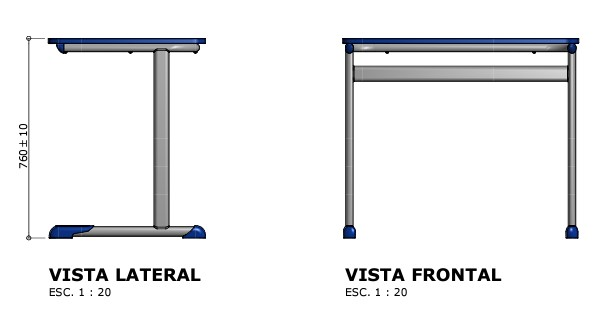 760 ± 10
VISTA LATERAL
ESC. 1 : 20
VISTA FRONTAL
ESC. 1 : 20